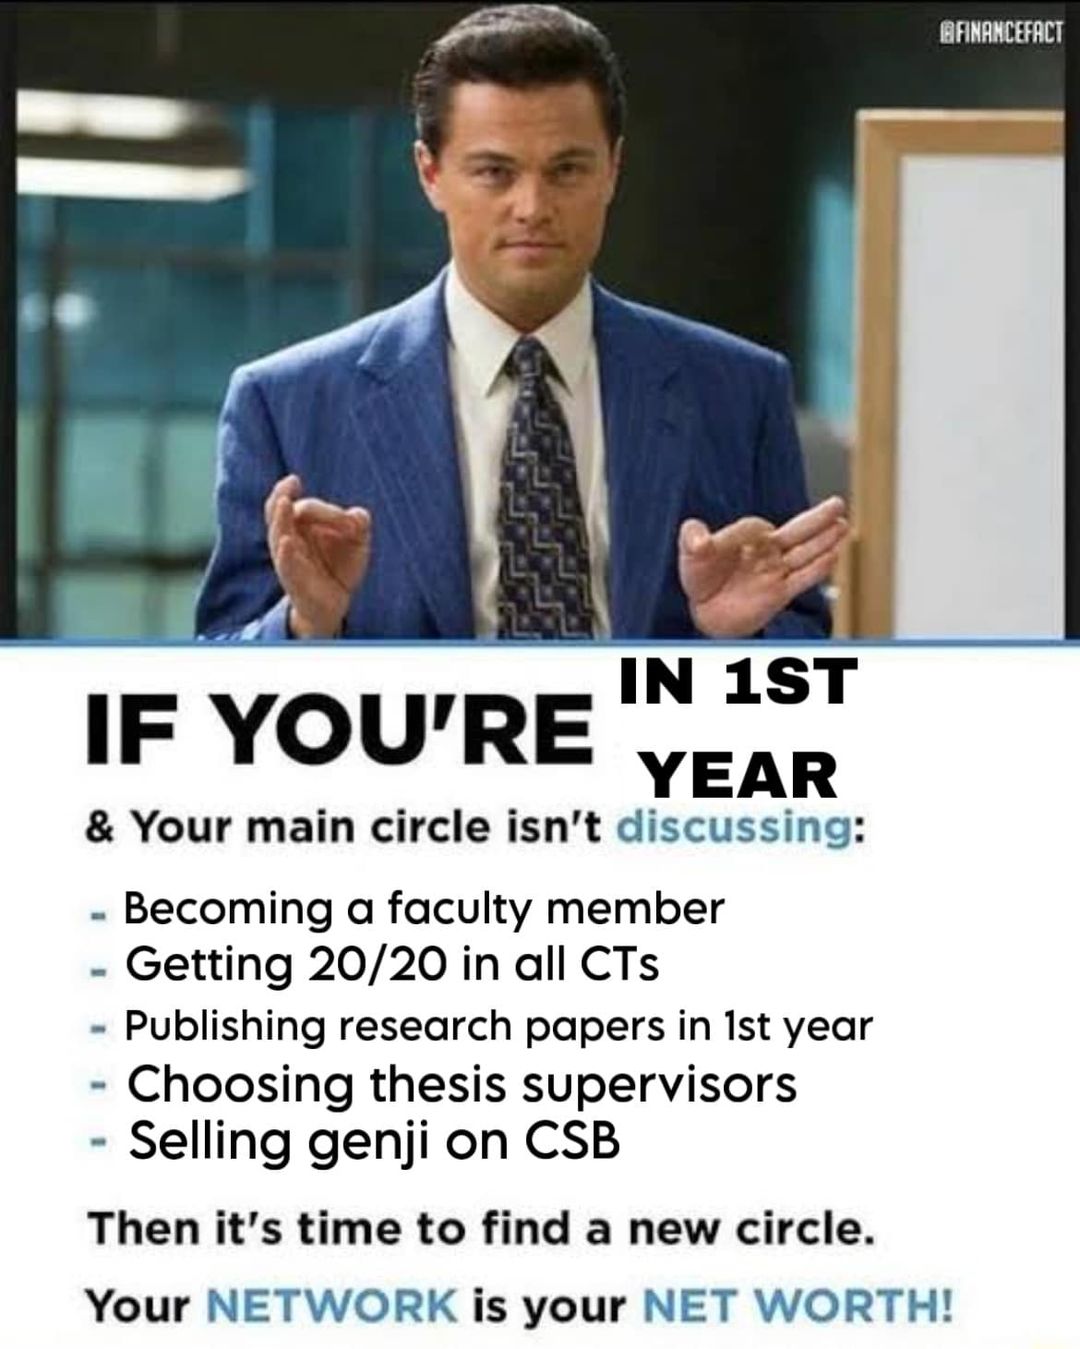 @FINANCEFACT
IF YOU'RE IN 1ST
YEAR
& Your main circle isn't discussing:
- Becoming a faculty member
- Getting 20/20 in all CTs
- Publishing research papers in 1st year
- Choosing thesis supervisors
- Selling genji on CSB
Then it's time to find a new circle.
Your NETWORK is your NET WORTH!